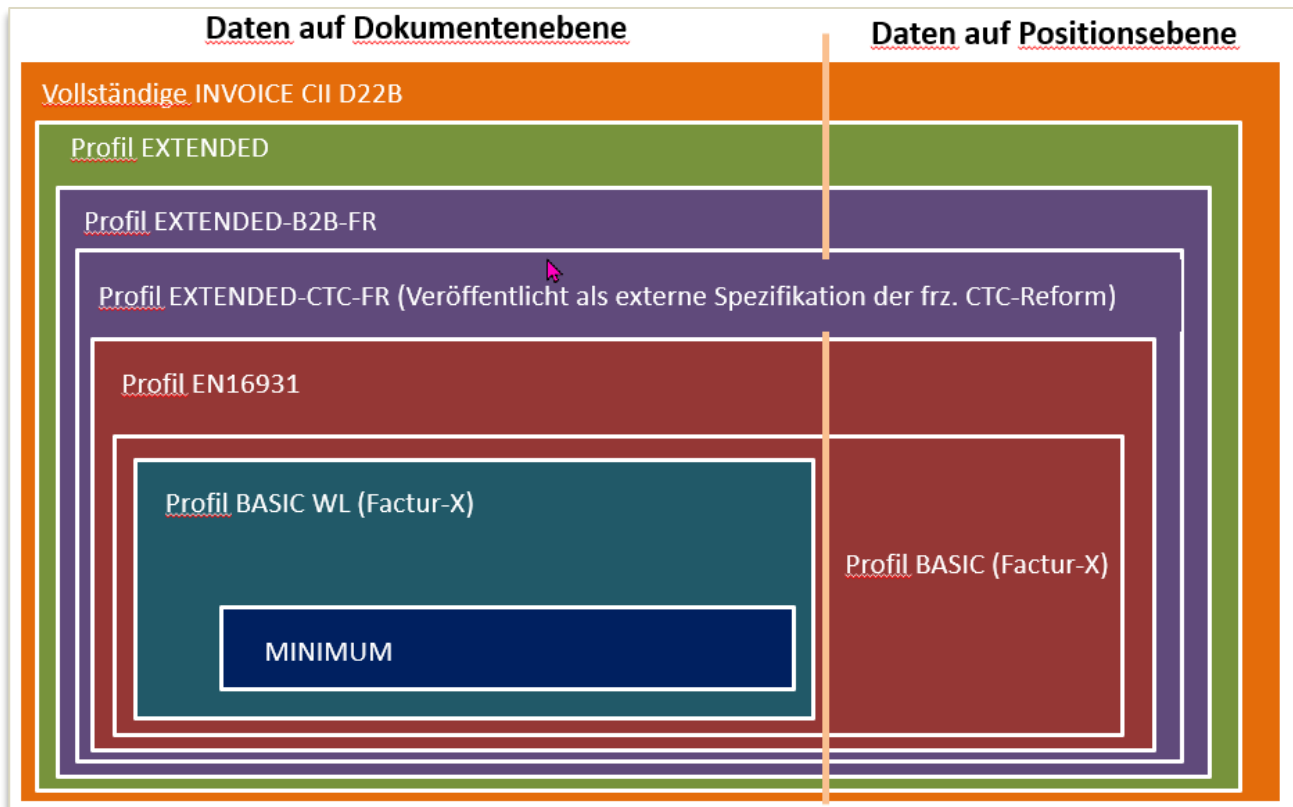 Daten auf Dokumentenebene
Daten auf Positionsebene
Vollständige INVOICE CII D22B
Profil EXTENDED
Profil EXTENDED-B2B-FR
Profil EXTENDED-CTC-FR (Veröffentlicht als externe Spezifikation der frz. CTC-Reform)
Profil EN16931
Profil BASIC WL (Factur-X)
Profil BASIC (Factur-X)
MINIMUM